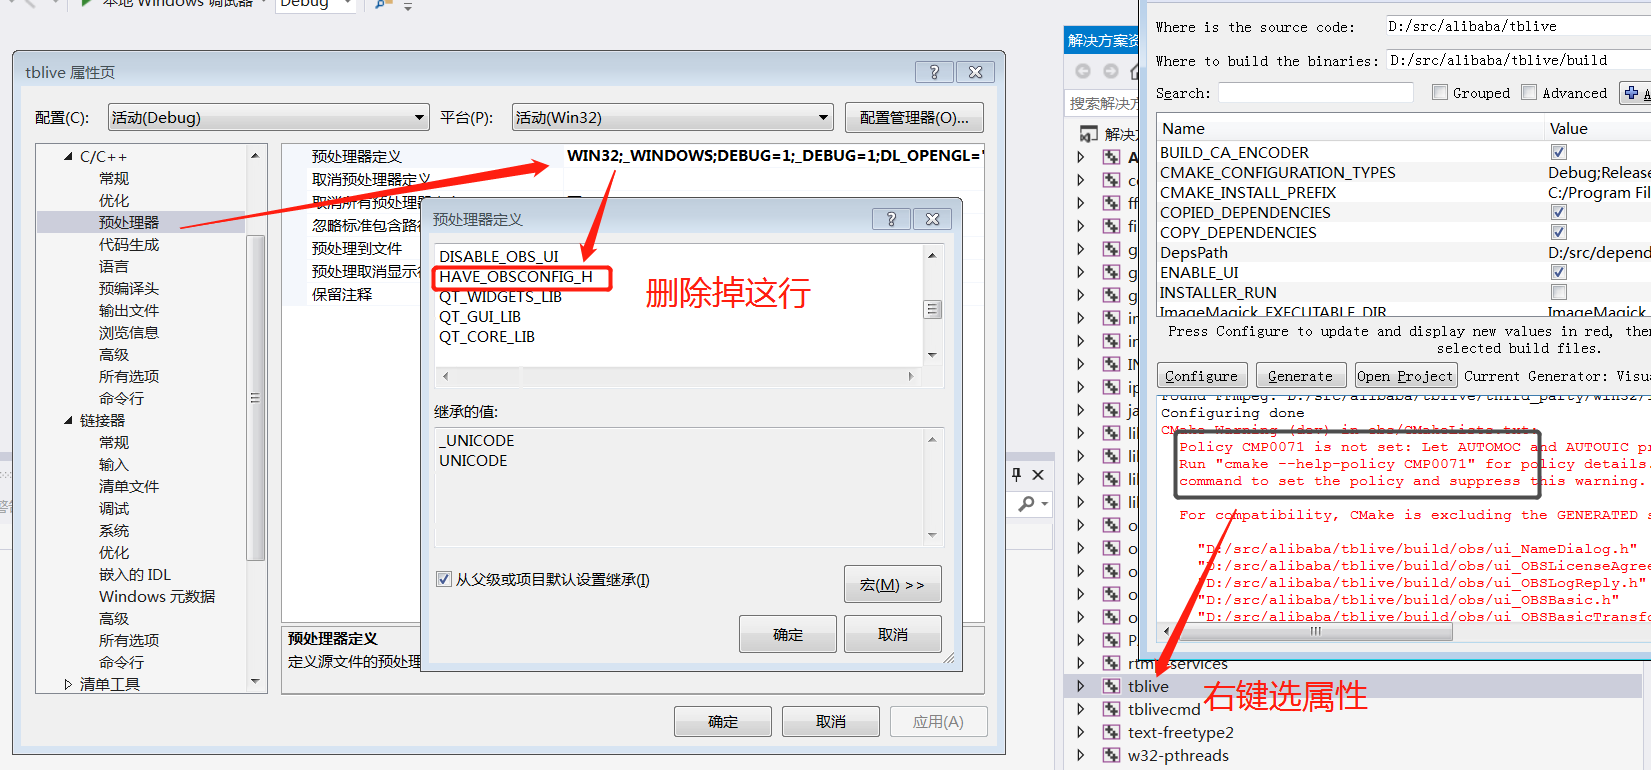 本地 Windows 调试器
Debug
tblive 属性页
配置(C):
活动(Debug)
平台(P):
活动(Win32)
配置管理器(O)...
C/C++
常规
优化
预处理器
代码生成
语言
预编译头
输出文件
浏览信息
高级
所有选项
命令行
链接器
常规
输入
清单文件
调试
系统
优化
嵌入的 IDL
Windows 元数据
高级
所有选项
命令行
清单工具
预处理器定义
WIN32;_WINDOWS;DEBUG=1;_DEBUG=1;DL_OPENGL="
取消预处理器定义
取消所有预处理器
忽略标准包含路径
预处理到文件
预处理取消显示
保留注释
预处理器定义
定义源文件的预处理
确定
取消
应用(A)
预处理器定义
DISABLE_OBS_UI
HAVE_OBSCONFIG_H
QT_WIDGETS_LIB
QT_GUI_LIB
QT_CORE_LIB
删除掉这行
继承的值:
_UNICODE
UNICODE
从父级或项目默认设置继承(I)
宏(M) >>
确定
取消
解决方案资
搜索解决方
解决方
rtmp-services
tblive
右键选属性
tblivecmd
text-freetype2
w32-pthreads
Where is the source code:
D:/src/alibaba/tblive
Where to build the binaries:
D:/src/alibaba/tblive/build
Search:
Grouped
Advanced
Name
Value
BUILD_CA_ENCODER
CMAKE_CONFIGURATION_TYPES
Debug;Release
CMAKE_INSTALL_PREFIX
C:/Program Fil
COPIED_DEPENDENCIES
COPY_DEPENDENCIES
DepsPath
D:/src/depend
ENABLE_UI
INSTALLER_RUN
ImageMagick_EXECUTABLE_DIR
ImageMagick
Press Configure to update and display new values in red, the
selected build files.
Configure
Generate
Open Project
Current Generator: Visua
Found FFmpeg: D:/src/alibaba/tblive/third_party/win32/
Configuring done
CMake Warning (dev) in obs/CMakeLists.txt:
Policy CMP0071 is not set: Let AUTOMOC and AUTOUIC pr
Run "cmake --help-policy CMP0071" for policy details.
command to set the policy and suppress this warning.
For compatibility, CMake is excluding the GENERATED s
"D:/src/alibaba/tblive/build/obs/ui_NameDialog.h"
"D:/src/alibaba/tblive/build/obs/ui_OBSLicenseAgree
"D:/src/alibaba/tblive/build/obs/ui_OBSLogReply.h"
"D:/src/alibaba/tblive/build/obs/ui_OBSBasic.h"
"D:/src/alibaba/tblive/build/obs/ui_OBSBasicTransfo